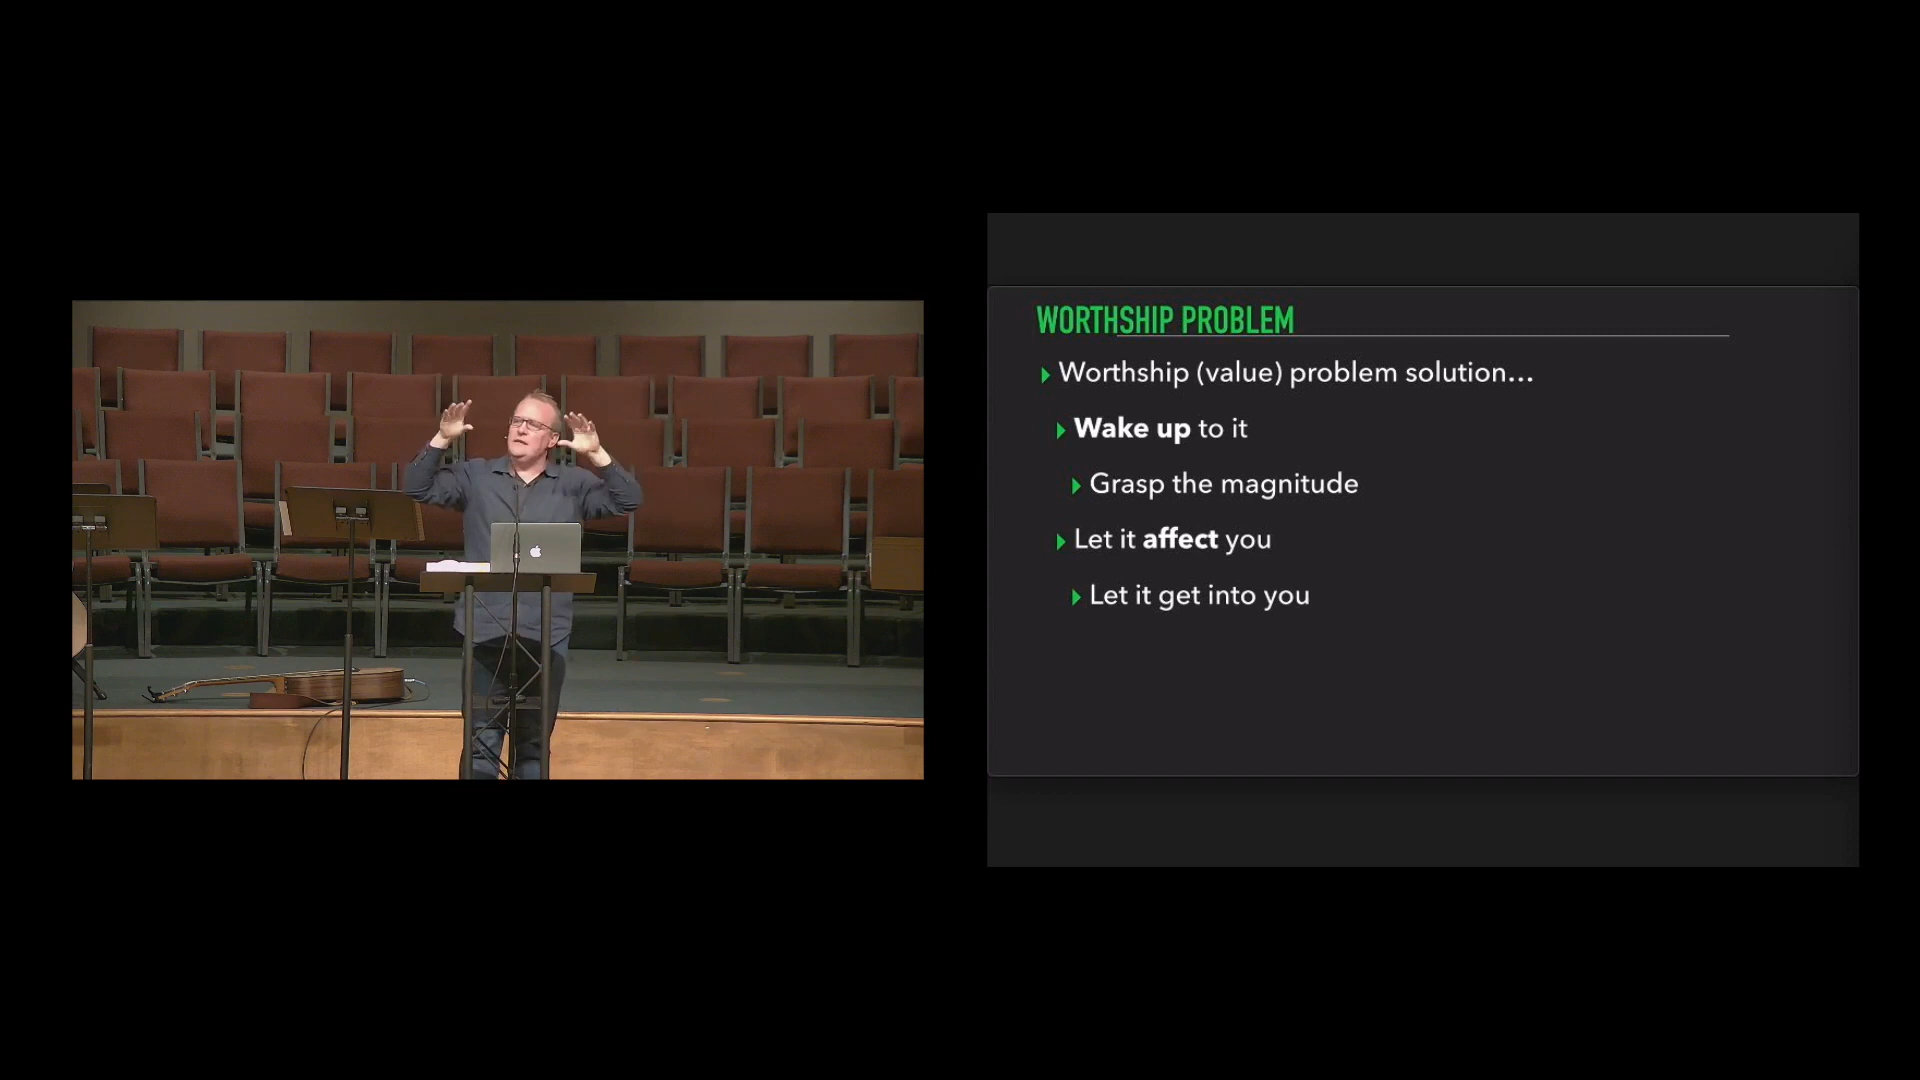 WORTHSHIP PROBLEM
Worthship (value) problem solution...
Wake up to it
Grasp the magnitude
Let it affect you
Let it get into you